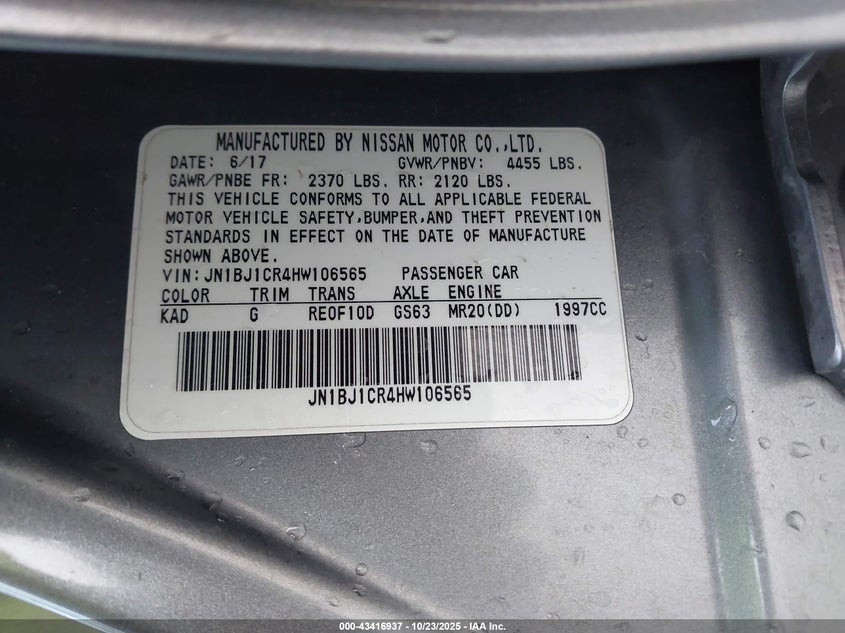 MANUFACTURED BY NISSAN MOTOR CO.,LTD.
DATE: 6/17 GVWR/PNBV: 4455 LBS.
GAWR/PNBE FR: 2370 LBS. RR: 2120 LBS.
THIS VEHICLE CONFORMS TO ALL APPLICABLE FEDERAL
MOTOR VEHICLE SAFETY,BUMPER,AND THEFT PREVENTION
STANDARDS IN EFFECT ON THE DATE OF MANUFACTURE
SHOWN ABOVE.
VIN:JN1BJ1CR4HW106565 PASSENGER CAR
COLOR TRIM TRANS AXLE ENGINE
KAD G RE0F10D GS63 MR20(DD) 1997CC
JN1BJ1CR4HW106565
000-43416937 - 10/23/2025 - IAA Inc.